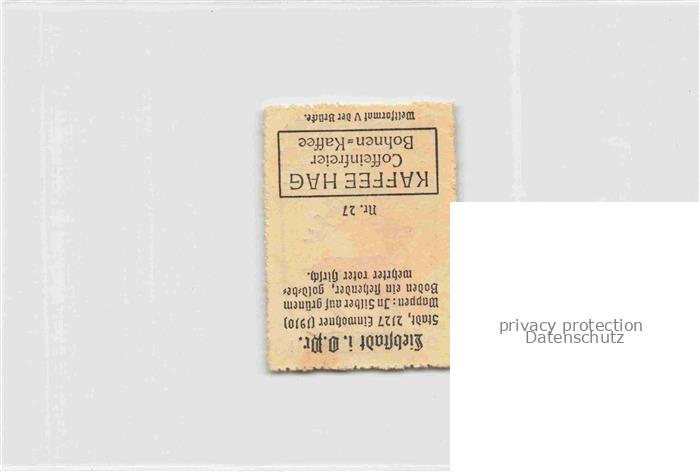 Liebstadt i. O.Pr.
Stadt, 2127 Einwohner (1910)
Wappen: In Silber auf grünem
Boden ein stehender, goldbe=
wehrter roter Hirsch.
Nr. 27
KAFFEE HAG
Coffeinfreier
Bohnen=Kaffee
Weltformat V der Brücke.
privacy protection
Datenschutz